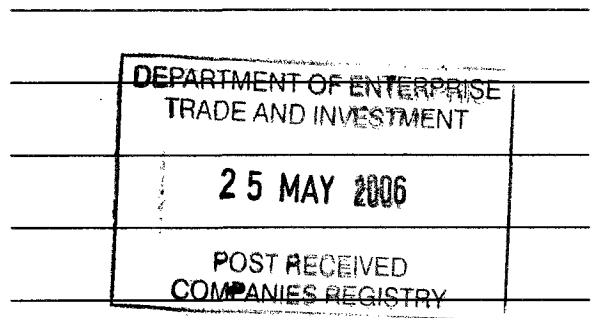 DEPARTMENT OF ENTERPRISE
TRADE AND INVESTMENT
25 MAY 2006
POST RECEIVED
COMPANIES REGISTRY